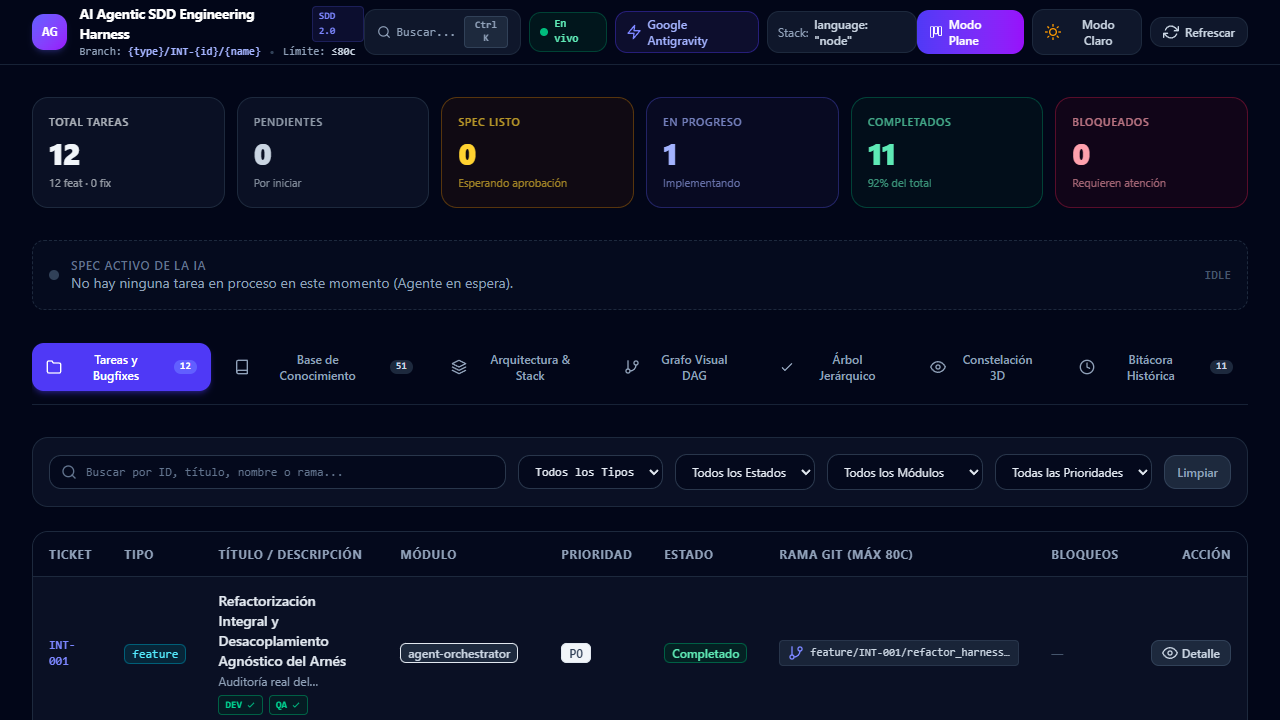 AG
AI Agentic SDD Engineering
Harness
SDD
2.0
Branch: {type}/INT-{id}/{name} • Límite: ≤80c
Buscar...
Ctrl
K
En
vivo
Google
Antigravity
Stack:
language:
"node"
Modo
Plane
Modo
Claro
Refrescar
TOTAL TAREAS
12
12 feat · 0 fix
PENDIENTES
0
Por iniciar
SPEC LISTO
0
Esperando aprobación
EN PROGRESO
1
Implementando
COMPLETADOS
11
92% del total
BLOQUEADOS
0
Requieren atención
SPEC ACTIVO DE LA IA
No hay ninguna tarea en proceso en este momento (Agente en espera).
IDLE
Tareas y
Bugfixes
12
Base de
Conocimiento
51
Arquitectura &
Stack
Grafo Visual
DAG
Árbol
Jerárquico
Constelación
3D
Bitácora
Histórica
11
Buscar por ID, título, nombre o rama...
Todos los Tipos
Todos los Estados
Todos los Módulos
Todas las Prioridades
Limpiar
TICKET
TIPO
TÍTULO / DESCRIPCIÓN
MÓDULO
PRIORIDAD
ESTADO
RAMA GIT (MÁX 80C)
BLOQUEOS
ACCIÓN
INT-
001
feature
Refactorización
Integral y
Desacoplamiento
Agnóstico del Arnés
Auditoría real del...
DEV ✓
QA ✓
agent-orchestrator
P0
Completado
feature/INT-001/refactor_harness…
—
Detalle